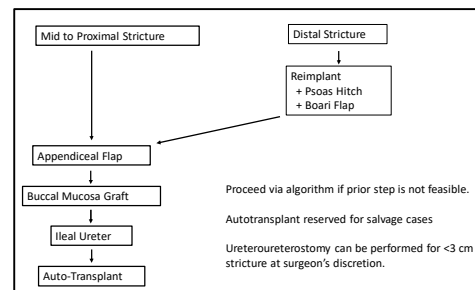 Mid to Proximal Stricture
Distal Stricture
Reimplant
+ Psoas Hitch
+ Boari Flap
Appendiceal Flap
Buccal Mucosa Graft
Ileal Ureter
Auto-Transplant
Proceed via algorithm if prior step is not feasible.
Autotransplant reserved for salvage cases
Ureteroureterostomy can be performed for <3 cm
stricture at surgeon's discretion.